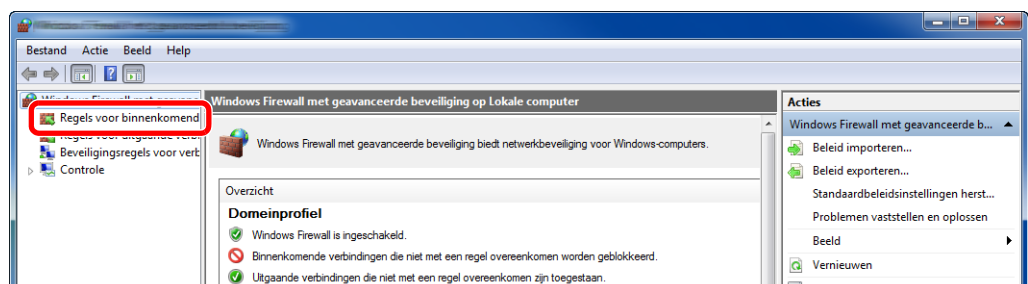 Bestand Actie Beeld Help
Regels voor binnenkomend
Beveiligingsregels voor verb
Controle
Windows Firewall met geavanceerde beveiliging op Lokale computer
Windows Firewall met geavanceerde beveiliging biedt netwerkbeveiliging voor Windows-computers.
Overzicht
Domeinprofiel
Windows Firewall is ingeschakeld.
Binnenkomende verbindingen die niet met een regel overeenkomen worden geblokkeerd.
Uitgaande verbindingen die niet met een regel overeenkomen zijn toegestaan.
Acties
Windows Firewall met geavanceerde b...
Beleid importeren...
Beleid exporteren...
Standaardbeleidsinstellingen herst...
Problemen vaststellen en oplossen
Beeld
Vernieuwen